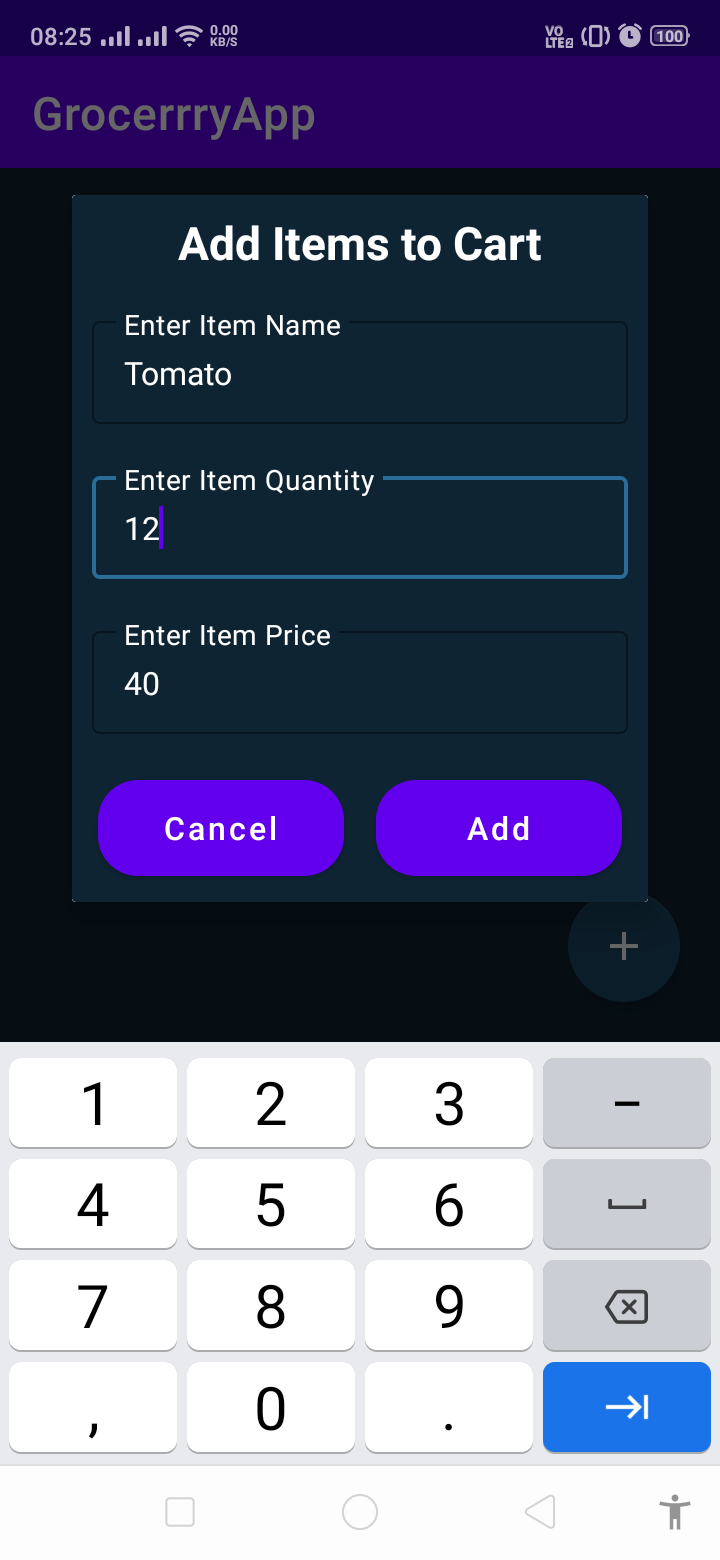 08:25 0.00 KB/S VO LTE2 100
GrocerrryApp
Add Items to Cart
Enter Item Name
Tomato
Enter Item Quantity
12
Enter Item Price
40
Cancel Add
1 2 3 –
4 5 6
7 8 9
, 0 .